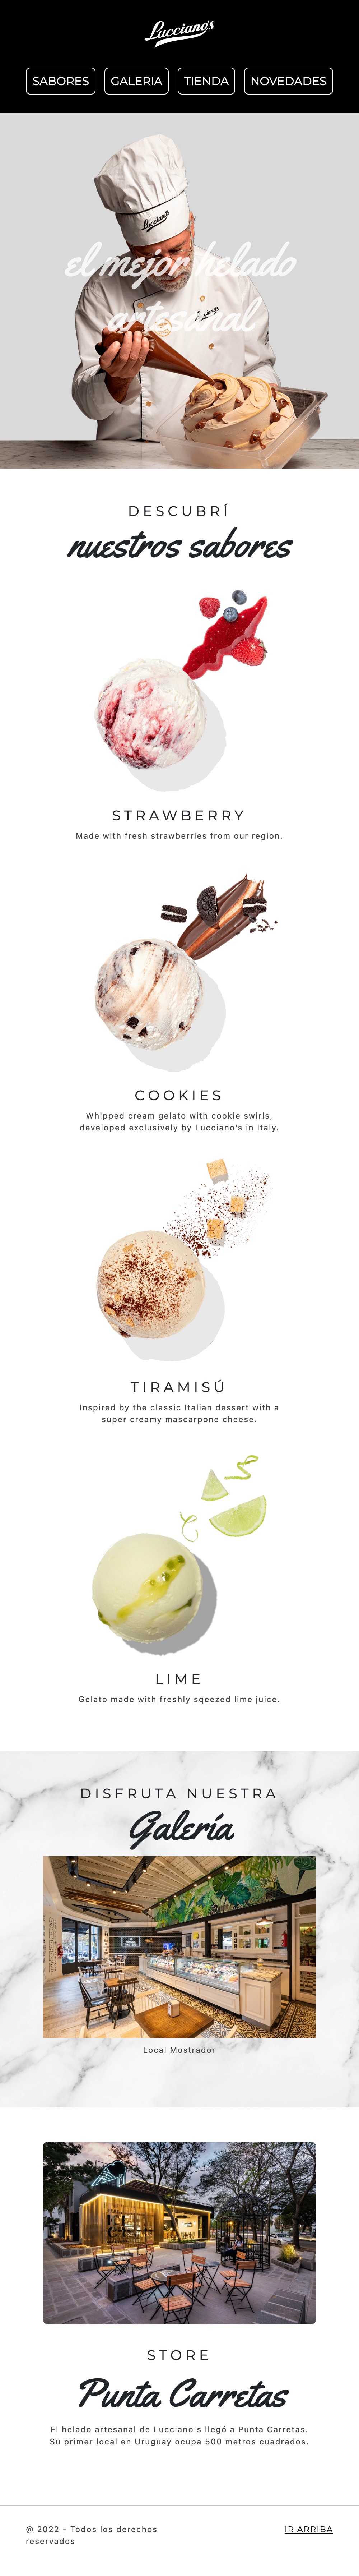 Lucciano's
SABORES GALERIA TIENDA NOVEDADES
Lucciano's
el mejor helado
Lucciano's
artesanal
DESCUBRÍ
nuestros sabores
STRAWBERRY
Made with fresh strawberries from our region.
COOKIES
Whipped cream gelato with cookie swirls,
developed exclusively by Lucciano's in Italy.
TIRAMISÚ
Inspired by the classic Italian dessert with a
super creamy mascarpone cheese.
LIME
Gelato made with freshly sqeezed lime juice.
DISFRUTA NUESTRA
Galería
Local Mostrador
STORE
Punta Carretas
El helado artesanal de Lucciano's llegó a Punta Carretas.
Su primer local en Uruguay ocupa 500 metros cuadrados.
@ 2022 - Todos los derechos
reservados
IR ARRIBA